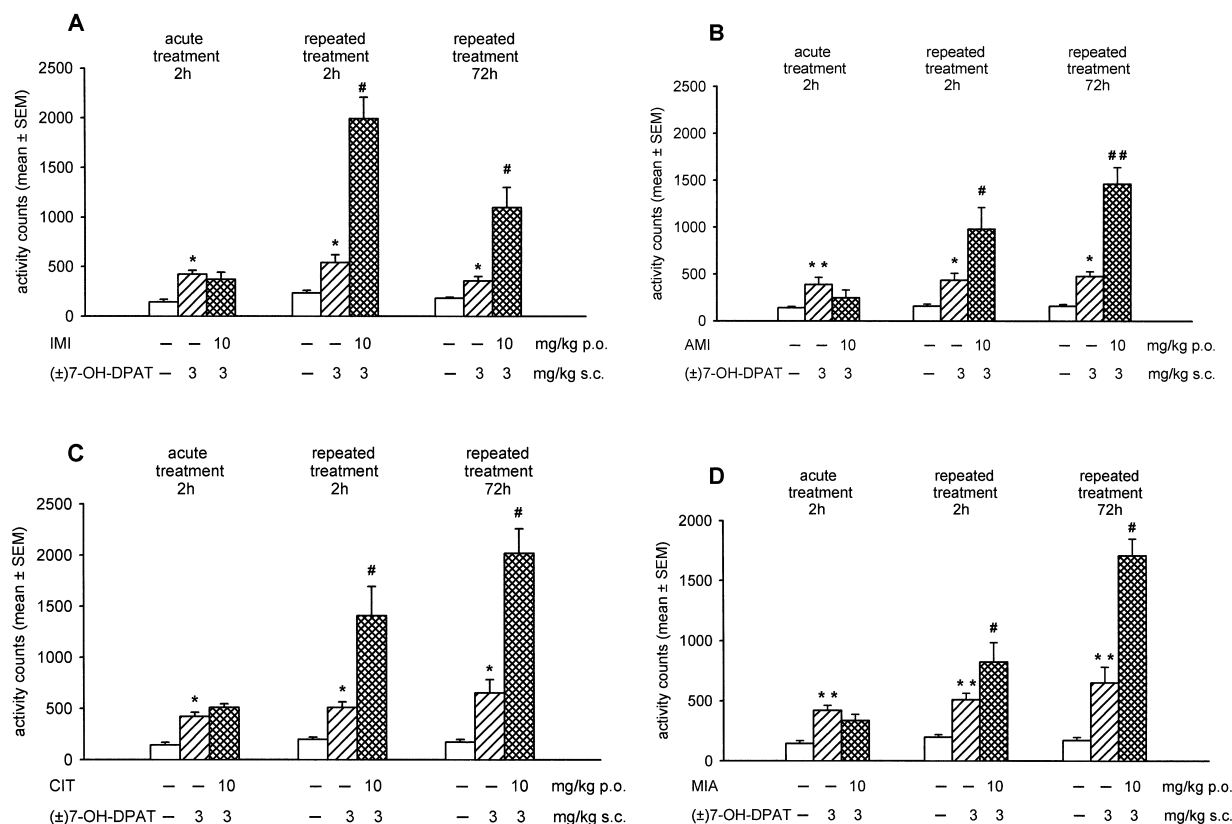 A
acute
treatment
2h
repeated
treatment
2h
repeated
treatment
72h
activity counts (mean ± SEM)
2500
2000
1500
1000
500
0
*
*
#
*
#
IMI – – 10 – – 10 – – 10 mg/kg p.o.
(±)7-OH-DPAT – 3 3 – 3 3 – 3 3 mg/kg s.c.
B
acute
treatment
2h
repeated
treatment
2h
repeated
treatment
72h
activity counts (mean ± SEM)
2500
2000
1500
1000
500
0
* *
*
#
*
# #
AMI – – 10 – – 10 – – 10 mg/kg p.o.
(±)7-OH-DPAT – 3 3 – 3 3 – 3 3 mg/kg s.c.
C
acute
treatment
2h
repeated
treatment
2h
repeated
treatment
72h
activity counts (mean ± SEM)
2500
2000
1500
1000
500
0
*
*
#
*
#
CIT – – 10 – – 10 – – 10 mg/kg p.o.
(±)7-OH-DPAT – 3 3 – 3 3 – 3 3 mg/kg s.c.
D
acute
treatment
2h
repeated
treatment
2h
repeated
treatment
72h
activity counts (mean ± SEM)
2000
1500
1000
500
0
* *
* *
#
* *
#
MIA – – 10 – – 10 – – 10 mg/kg p.o.
(±)7-OH-DPAT – 3 3 – 3 3 – 3 3 mg/kg s.c.